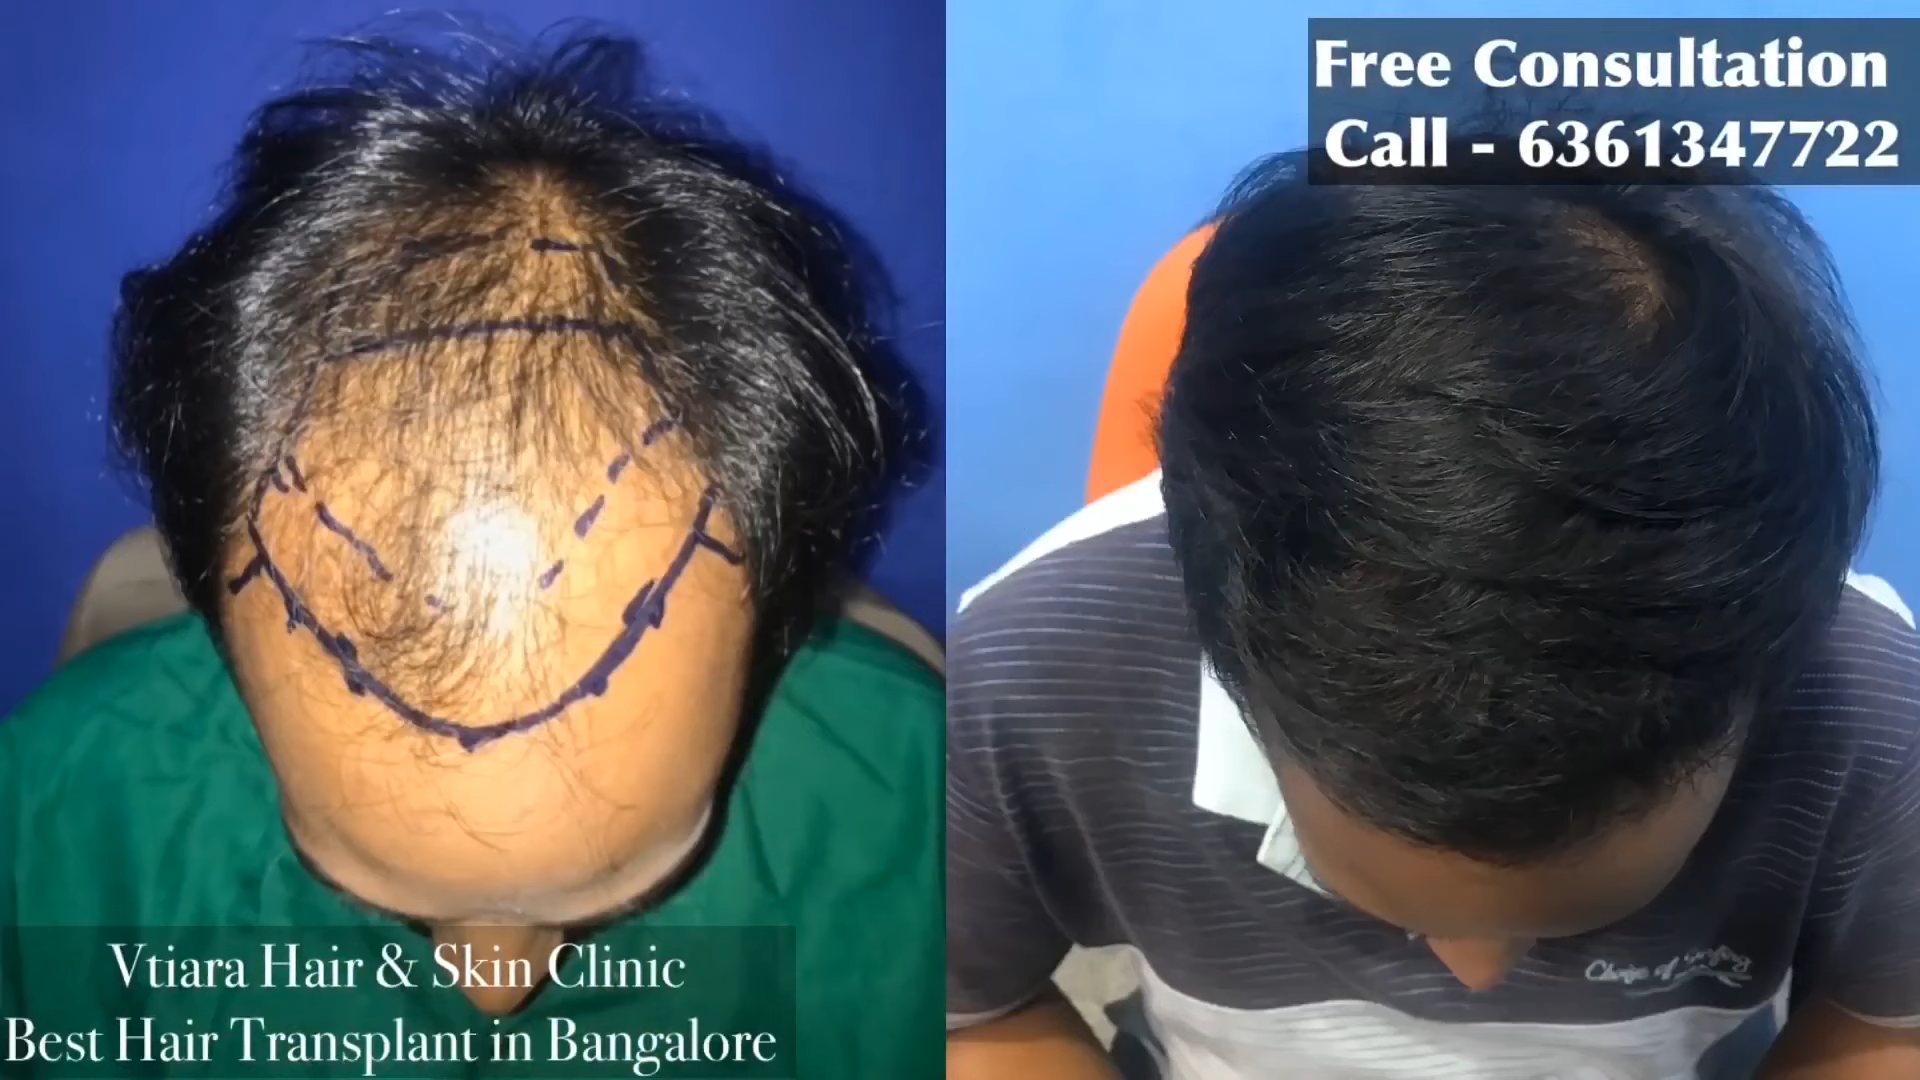 Free Consultation
Call - 6361347722
Vtiara Hair & Skin Clinic
Best Hair Transplant in Bangalore